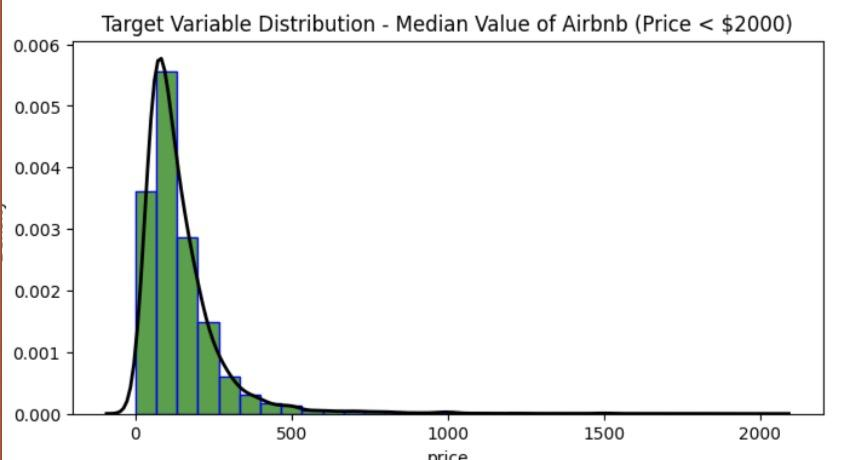 Target Variable Distribution - Median Value of Airbnb (Price < $2000)
0.006
0.005
0.004
0.003
0.002
0.001
0.000
0 500 1000 1500 2000
price